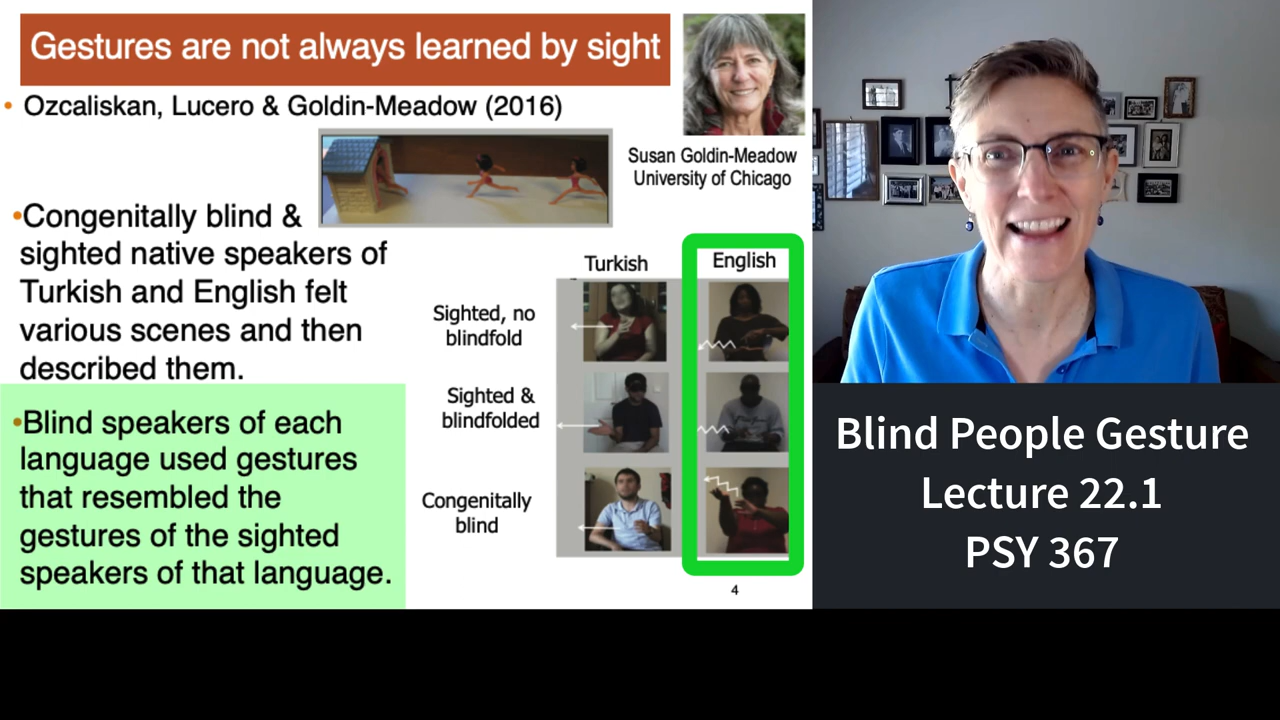 Gestures are not always learned by sight
• Ozcaliskan, Lucero & Goldin-Meadow (2016)
Susan Goldin-Meadow
University of Chicago
•Congenitally blind &
sighted native speakers of
Turkish and English felt
various scenes and then
described them.
•Blind speakers of each
language used gestures
that resembled the
gestures of the sighted
speakers of that language.
Turkish
English
Sighted, no
blindfold
Sighted &
blindfolded
Congenitally
blind
4
Blind People Gesture
Lecture 22.1
PSY 367